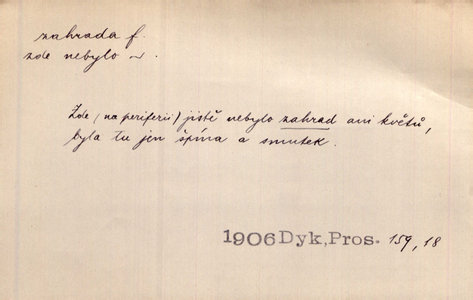 zahrada f.
zde nebylo ~.
Zde (na periferii) jistě nebylo zahrad ani květů,
byla tu jen špína a smutek.
1906 Dyk, Pros. 159, 18